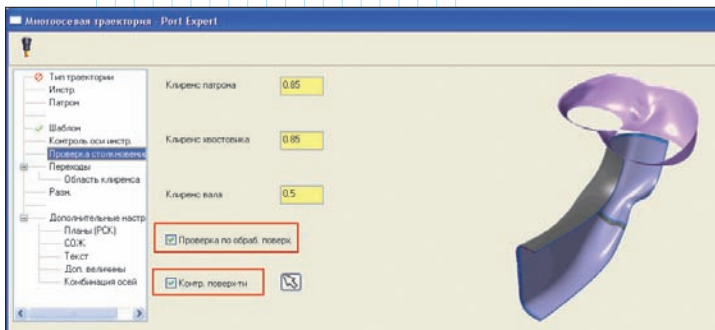 Многоосевая траектория - Port Expert
Тип траектории
Инстр.
Патрон
Шаблон
Контроль оси инстр.
Проверка столкновени
Переходы
Область клиренса
Разн.
Дополнительные настр
Планы (РСК)
СОЖ
Текст
Доп. величины
Комбинация осей
Клиренс патрона 0.85
Клиренс хвостовика 0.85
Клиренс вала 0.5
Проверка по обраб. поверх.
Контр. поверх-ти